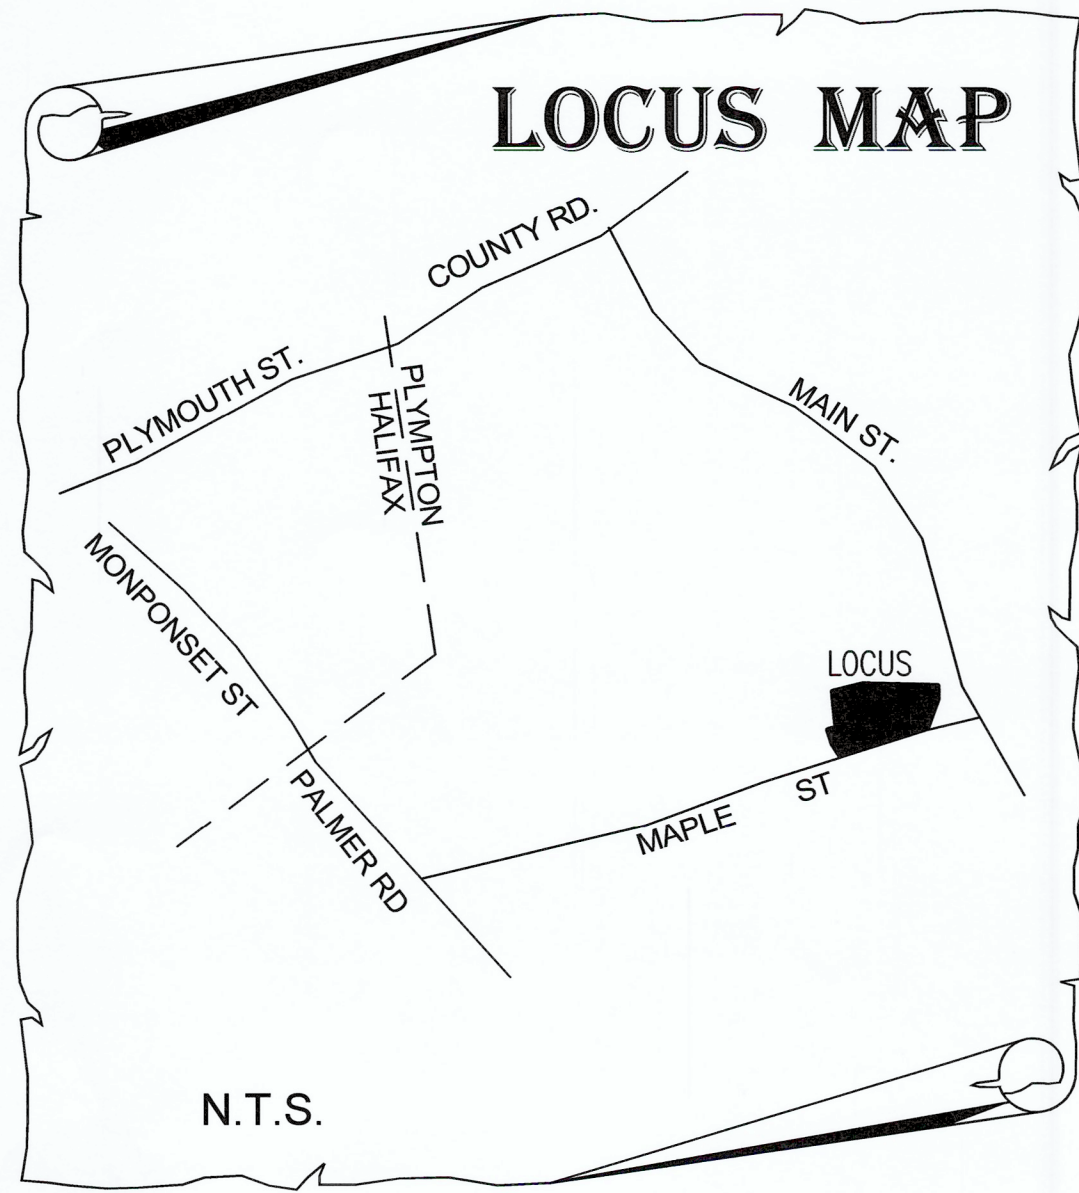 LOCUS MAP
COUNTY RD.
PLYMOUTH ST.
PLYMPTON
HALIFAX
MAIN ST.
MONPONSET ST
LOCUS
PALMER RD
MAPLE ST
N.T.S.